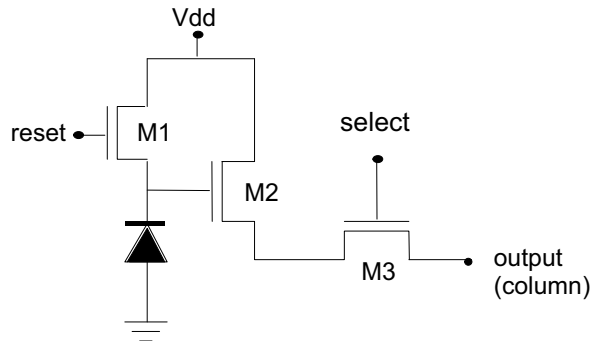 Vdd
reset
M1
select
M2
M3
output
(column)